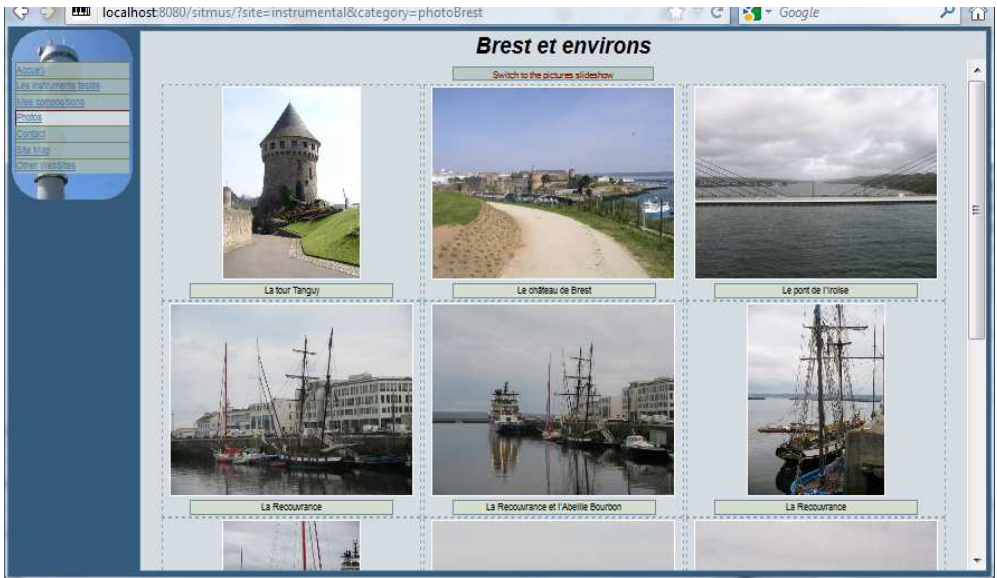 localhost:8080/sitmus/?site=instrumental&category=photoBrest
Google
Brest et environs
Switch to the pictures slideshow
Accueil
Les instruments testés
Mes compositions
Photos
Contact
Site Map
Other WebSites
La tour Tanguy
Le château de Brest
Le pont de l'Iroise
La Recouvrance
La Recouvrance et l'Abeille Bourbon
La Recouvrance